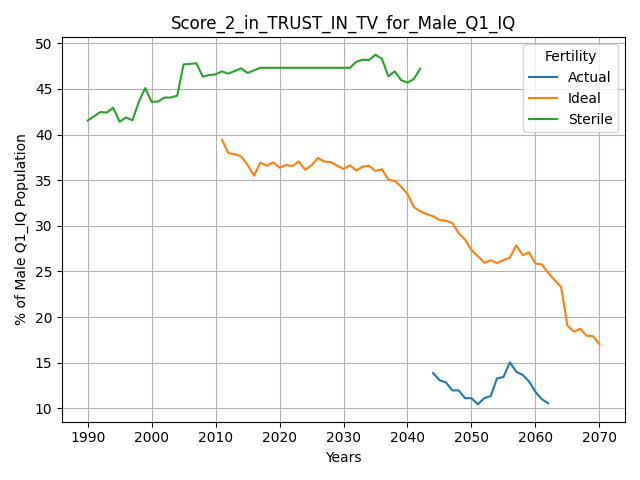 Score_2_in_TRUST_IN_TV_for_Male_Q1_IQ
Fertility
Actual
Ideal
Sterile
% of Male Q1_IQ Population
50
45
40
35
30
25
20
15
10
1990 2000 2010 2020 2030 2040 2050 2060 2070
Years